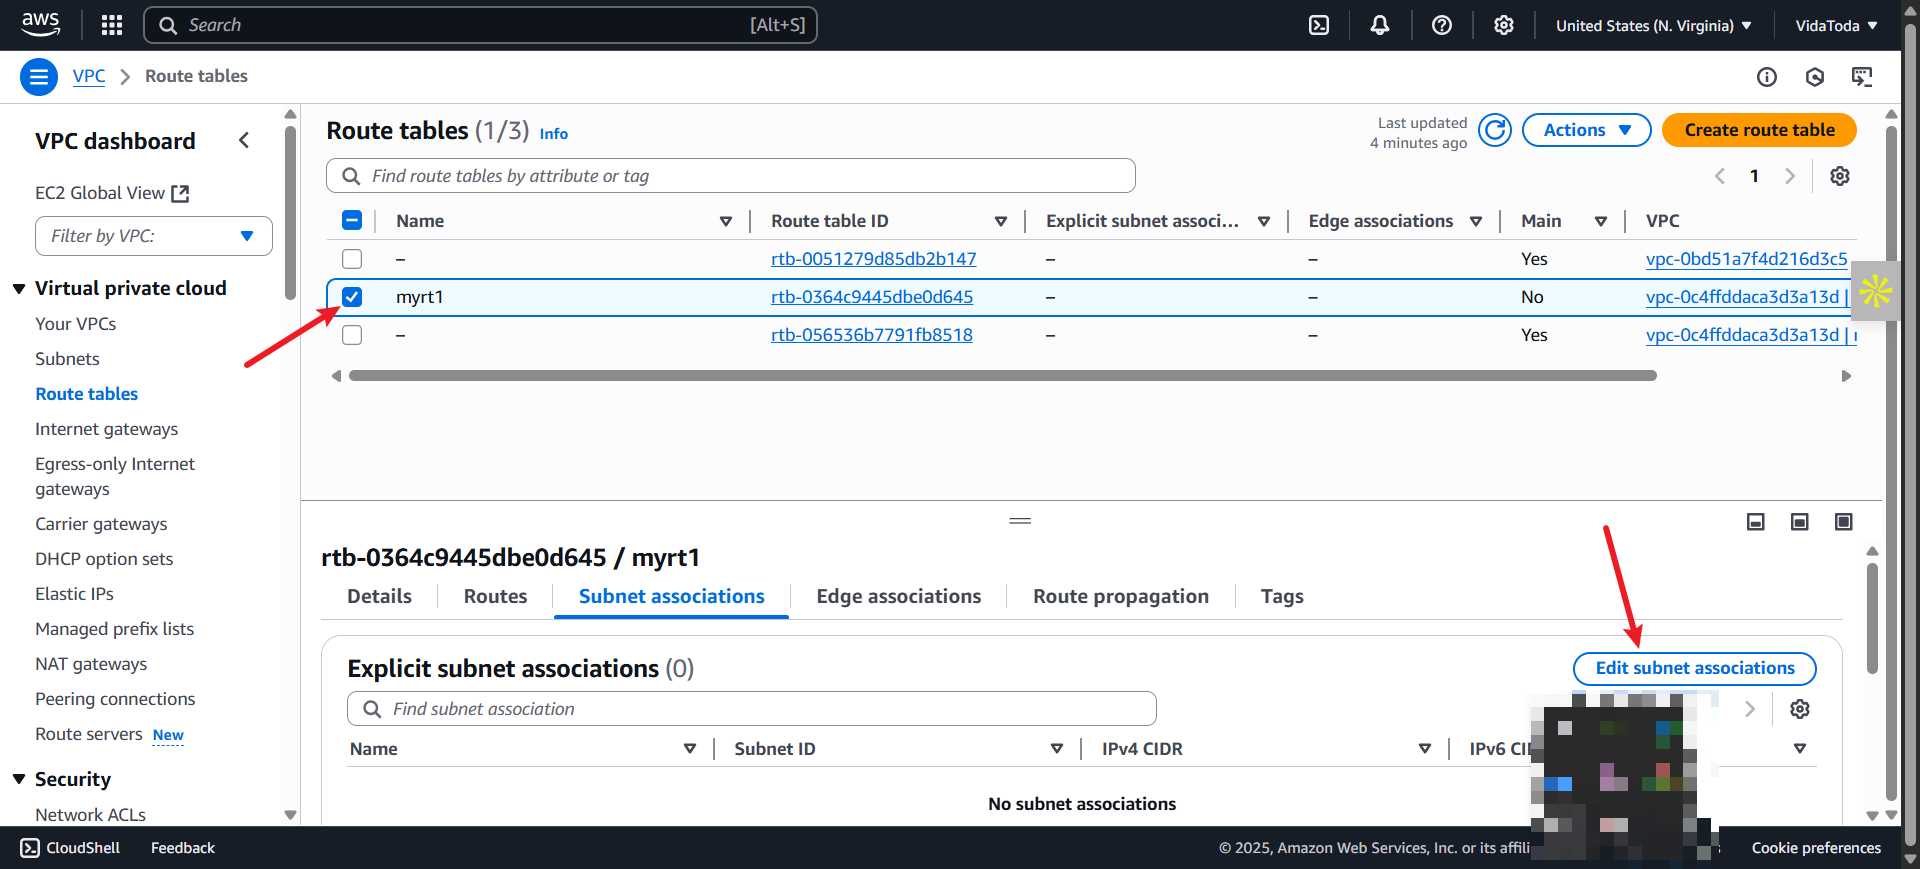 aws
Search [Alt+S]
United States (N. Virginia)
VidaToda
VPC
Route tables
VPC dashboard
EC2 Global View
Filter by VPC:
Virtual private cloud
Your VPCs
Subnets
Route tables
Internet gateways
Egress-only Internet
gateways
Carrier gateways
DHCP option sets
Elastic IPs
Managed prefix lists
NAT gateways
Peering connections
Route servers New
Security
Network ACLs
Route tables (1/3) Info
Last updated
4 minutes ago
Actions
Create route table
Find route tables by attribute or tag
1
Name Route table ID Explicit subnet associ... Edge associations Main VPC
– rtb-0051279d85db2b147 – – Yes vpc-0bd51a7f4d216d3c5
myrt1 rtb-0364c9445dbe0d645 – – No vpc-0c4ffddaca3d3a13d |
– rtb-056536b7791fb8518 – – Yes vpc-0c4ffddaca3d3a13d |
rtb-0364c9445dbe0d645 / myrt1
Details
Routes
Subnet associations
Edge associations
Route propagation
Tags
Explicit subnet associations (0)
Edit subnet associations
Find subnet association
Name Subnet ID IPv4 CIDR IPv6
No subnet associations
CloudShell
Feedback
© 2025, Amazon Web Services, Inc. or its
Cookie preferences